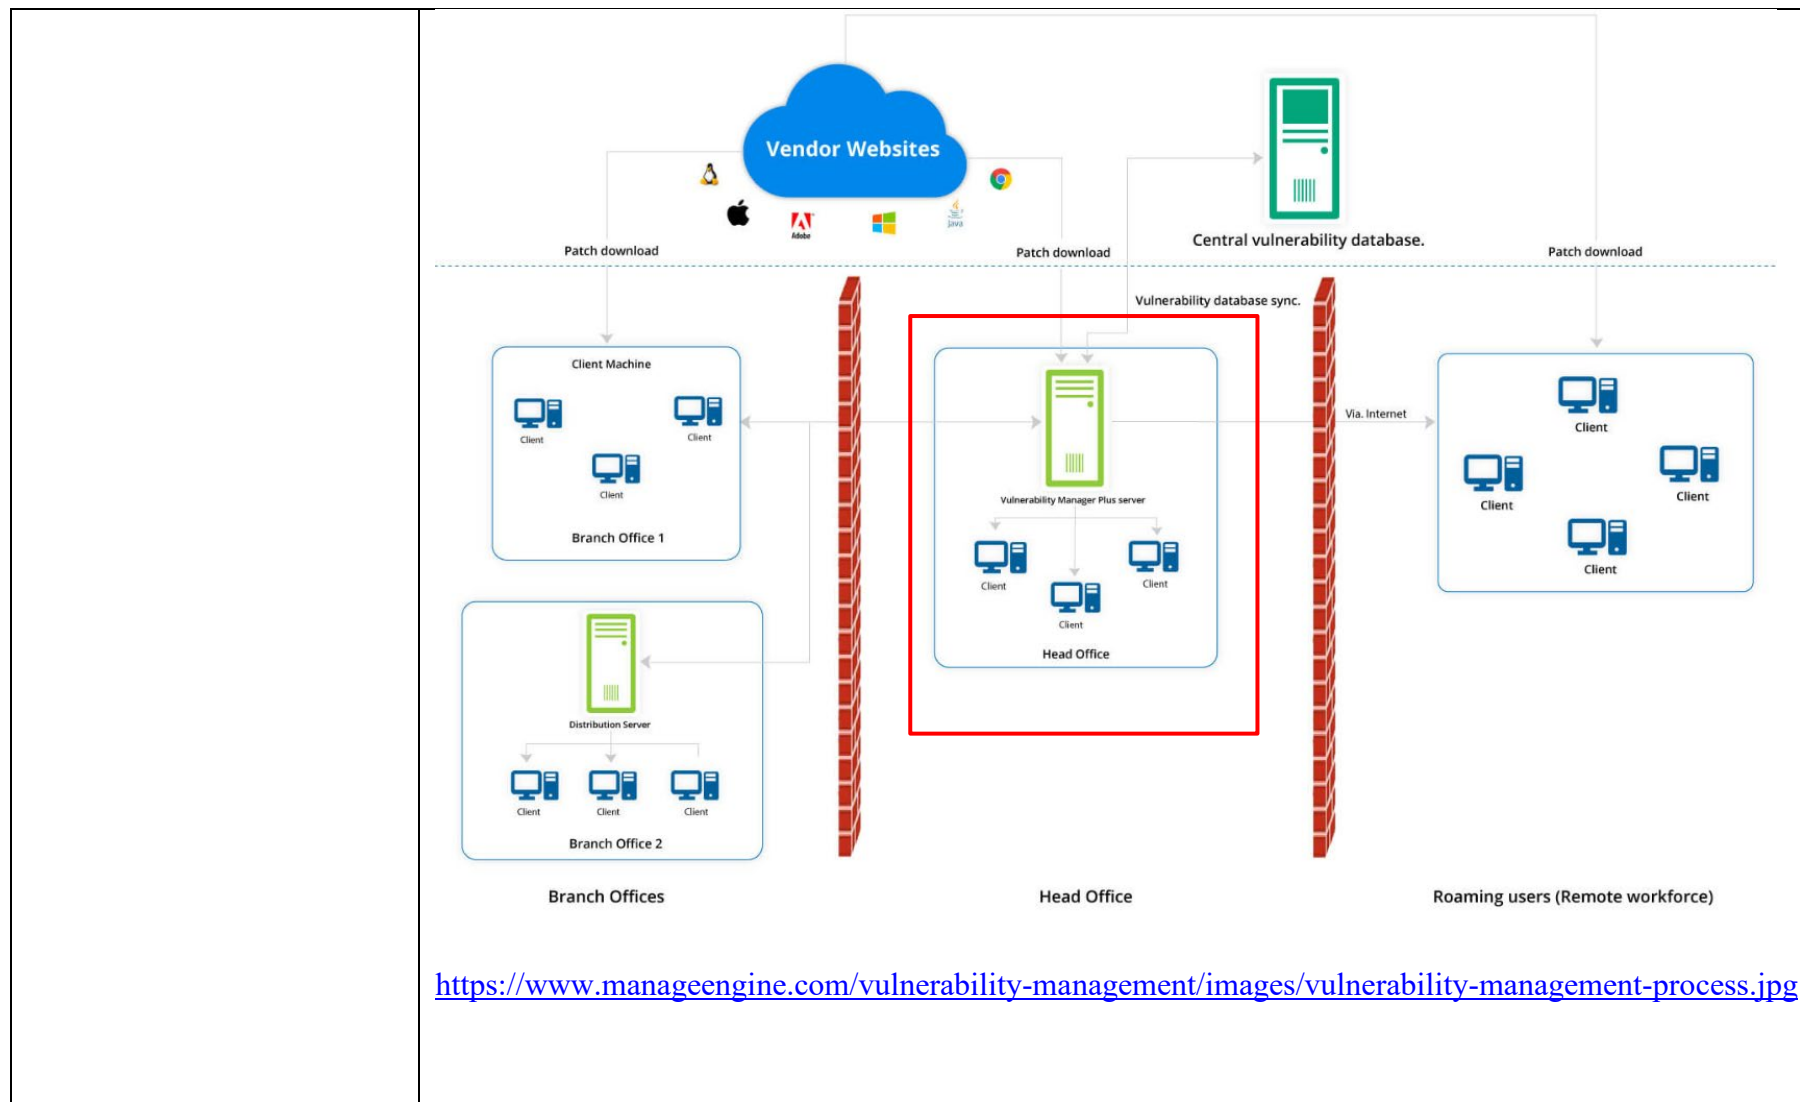 Vendor Websites
Adobe
Java
Central vulnerability database.
Patch download
Patch download
Patch download
Vulnerability database sync.
Client Machine
Client
Client
Client
Branch Office 1
Vulnerability Manager Plus server
Client
Client
Client
Head Office
Via. Internet
Client
Client
Client
Client
Distribution Server
Client
Client
Client
Branch Office 2
Branch Offices
Head Office
Roaming users (Remote workforce)
https://www.manageengine.com/vulnerability-management/images/vulnerability-management-process.jpg